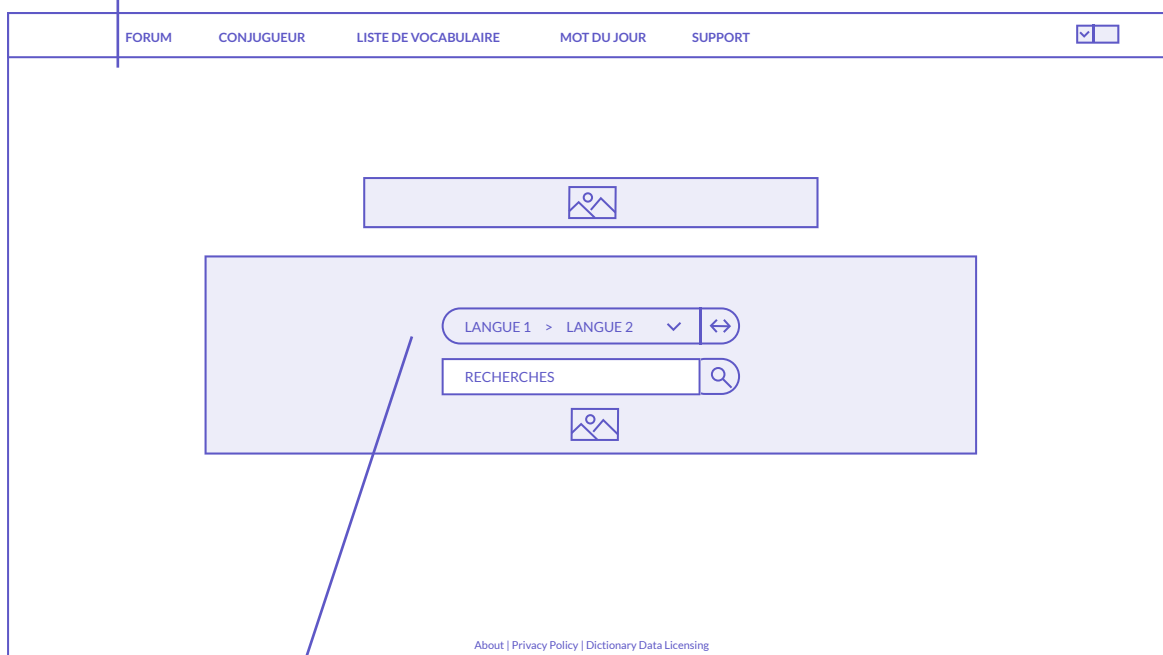 FORUM CONJUGUEUR LISTE DE VOCABULAIRE MOT DU JOUR SUPPORT
LANGUE 1 > LANGUE 2
RECHERCHES
About | Privacy Policy | Dictionary Data Licensing